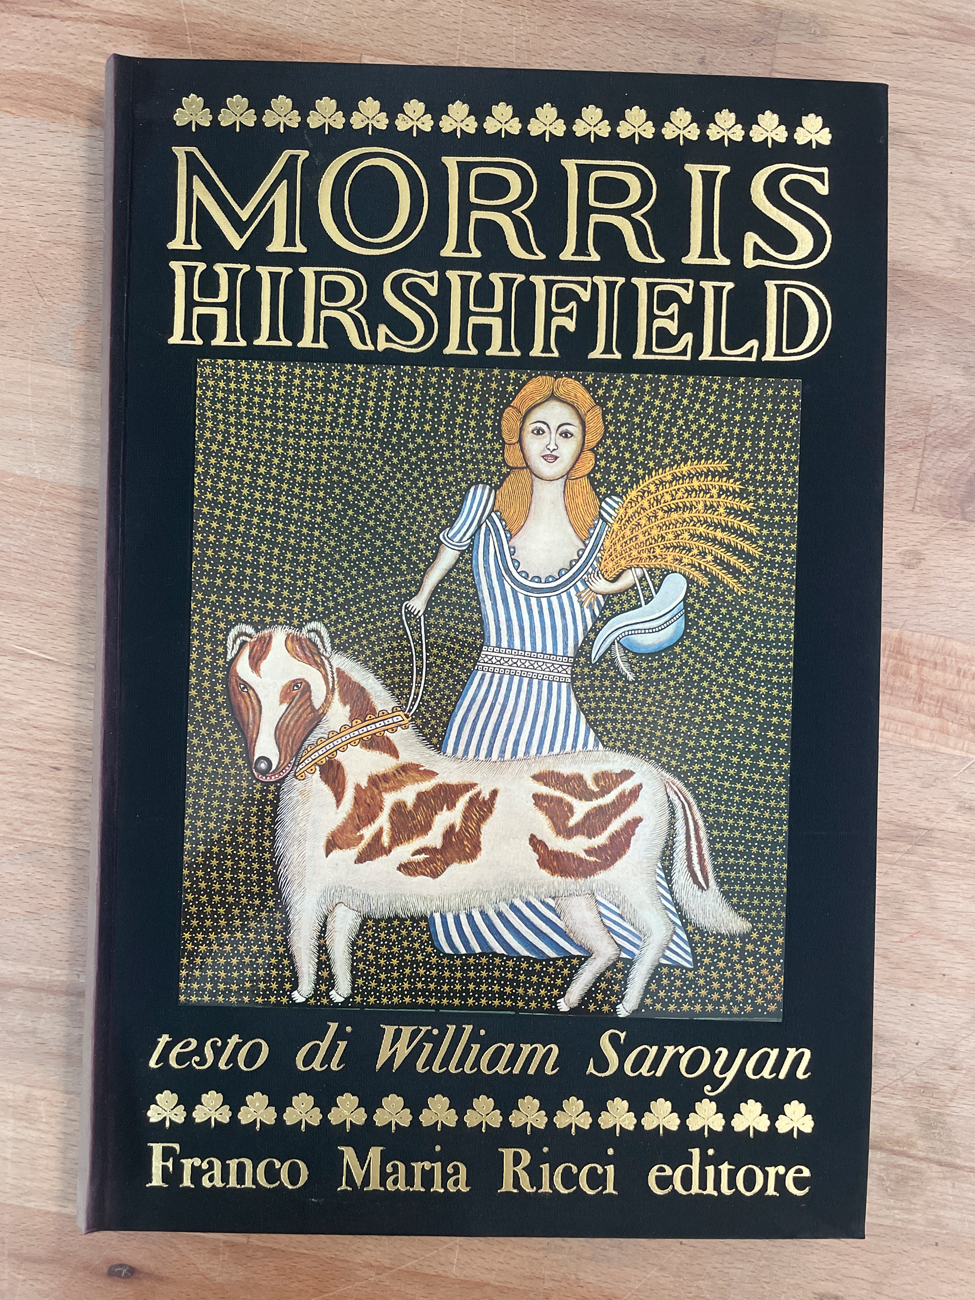 MORRIS
HIRSHFIELD
testo di William Saroyan
Franco Maria Ricci editore